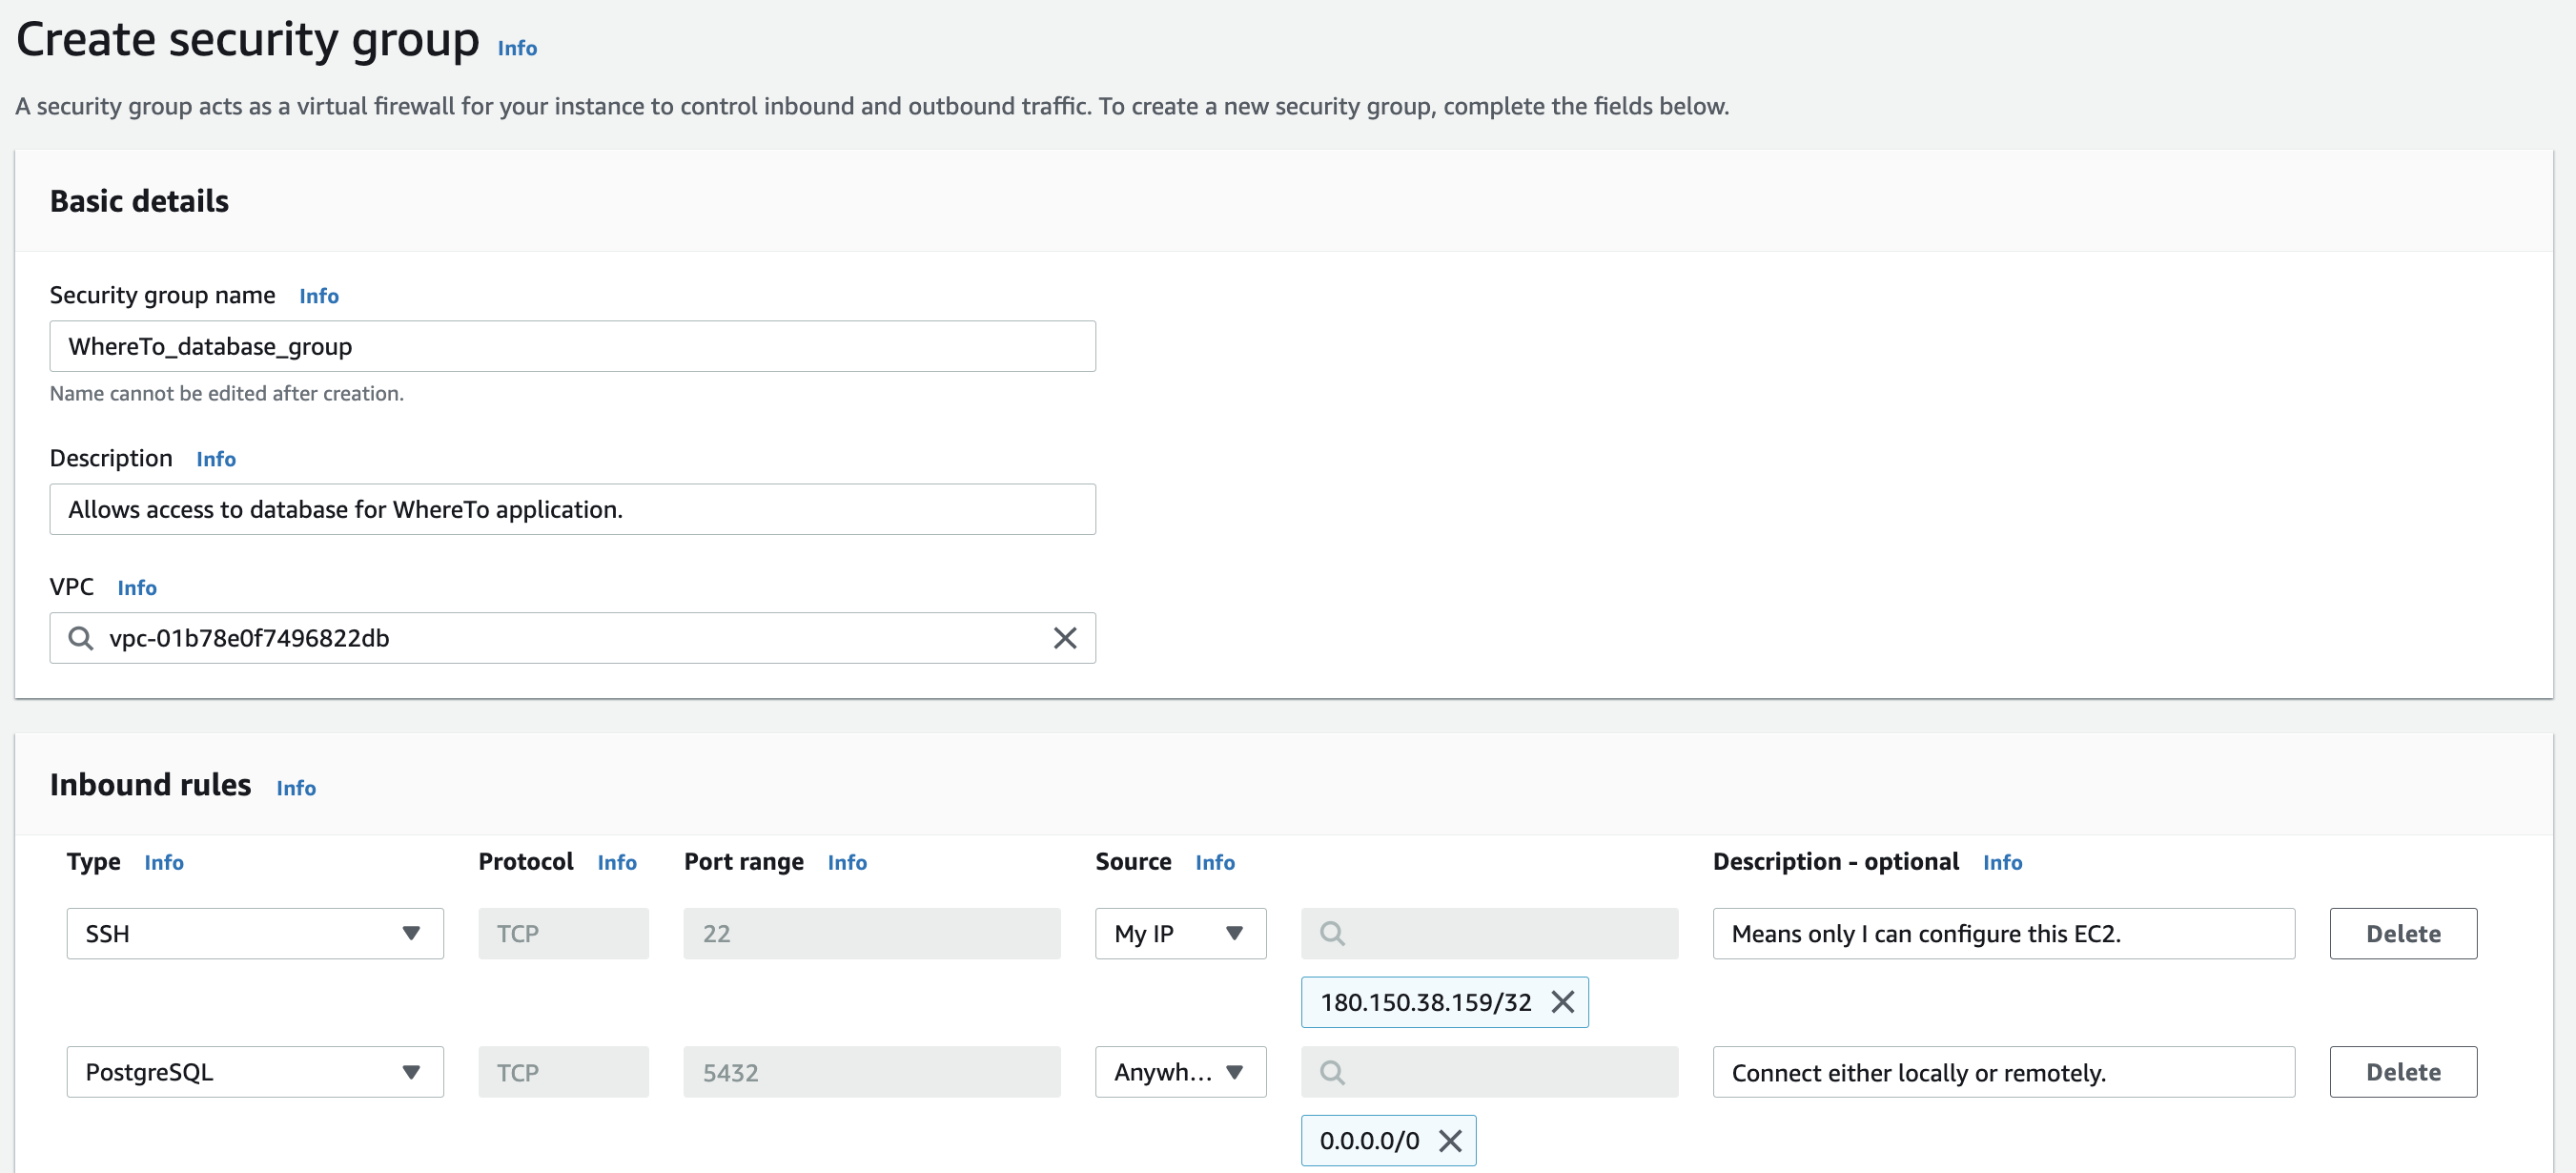 Create security group Info
A security group acts as a virtual firewall for your instance to control inbound and outbound traffic. To create a new security group, complete the fields below.
Basic details
Security group name Info
WhereTo_database_group
Name cannot be edited after creation.
Description Info
Allows access to database for WhereTo application.
VPC Info
vpc-01b78e0f7496822db
Inbound rules Info
Type Info Protocol Info Port range Info Source Info Description - optional Info
SSH TCP 22 My IP Means only I can configure this EC2. Delete
180.150.38.159/32
PostgreSQL TCP 5432 Anywh... Connect either locally or remotely. Delete
0.0.0.0/0